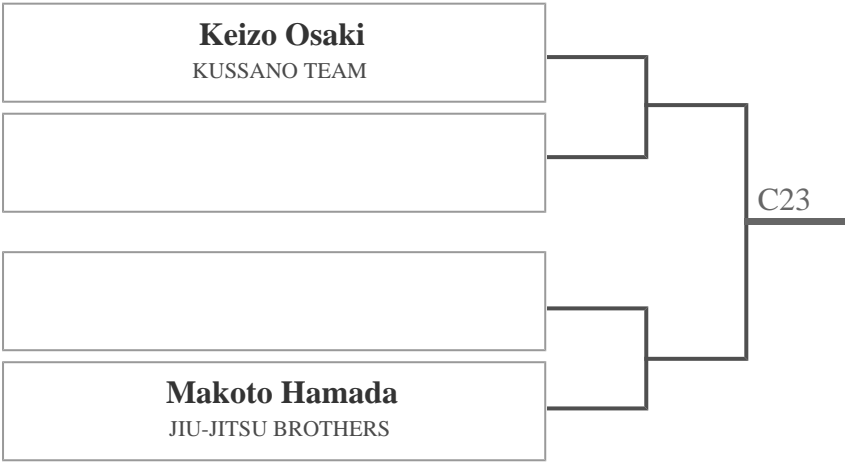 Keizo Osaki
KUSSANO TEAM
C23
Makoto Hamada
JIU-JITSU BROTHERS